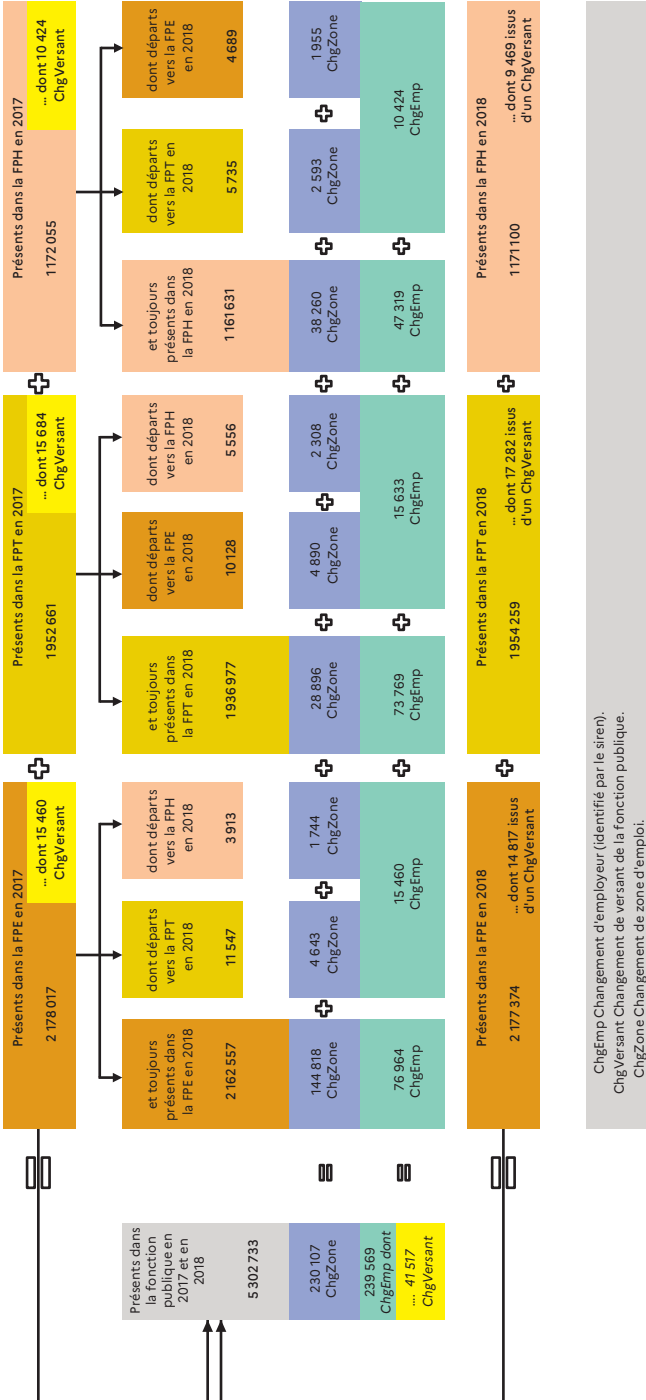 Présents dans
la fonction
publique en
2017 et en
2018
5 302 733
230 107
ChgZone
239 569
ChgEmp dont
.... 41 517
ChgVersant
Présents dans la FPE en 2017
2 178 017
... dont 15 460
ChgVersant
et toujours
présents dans
la FPE en 2018
2 162 557
dont départs
vers la FPT
en 2018
11 547
dont départs
vers la FPH
en 2018
3 913
144 818
ChgZone
4 643
ChgZone
1 744
ChgZone
76 964
ChgEmp
15 460
ChgEmp
Présents dans la FPE en 2018
2 177 374
... dont 14 817 issus
d'un ChgVersant
Présents dans la FPT en 2017
1 952 661
... dont 15 684
ChgVersant
et toujours
présents dans
la FPT en 2018
1 936 977
dont départs
vers la FPE
en 2018
10 128
dont départs
vers la FPH
en 2018
5 556
28 896
ChgZone
4 890
ChgZone
2 308
ChgZone
73 769
ChgEmp
15 633
ChgEmp
Présents dans la FPT en 2018
1 954 259
... dont 17 282 issus
d'un ChgVersant
Présents dans la FPH en 2017
1 172 055
... dont 10 424
ChgVersant
et toujours
présents dans
la FPH en 2018
1 161 631
dont départs
vers la FPT en
2018
5 735
dont départs
vers la FPE
en 2018
4 689
38 260
ChgZone
2 593
ChgZone
1 955
ChgZone
47 319
ChgEmp
10 424
ChgEmp
Présents dans la FPH en 2018
1 171 100
... dont 9 469 issus
d'un ChgVersant
ChgEmp Changement d'employeur (identifié par le siren).
ChgVersant Changement de versant de la fonction publique.
ChgZone Changement de zone d'emploi.